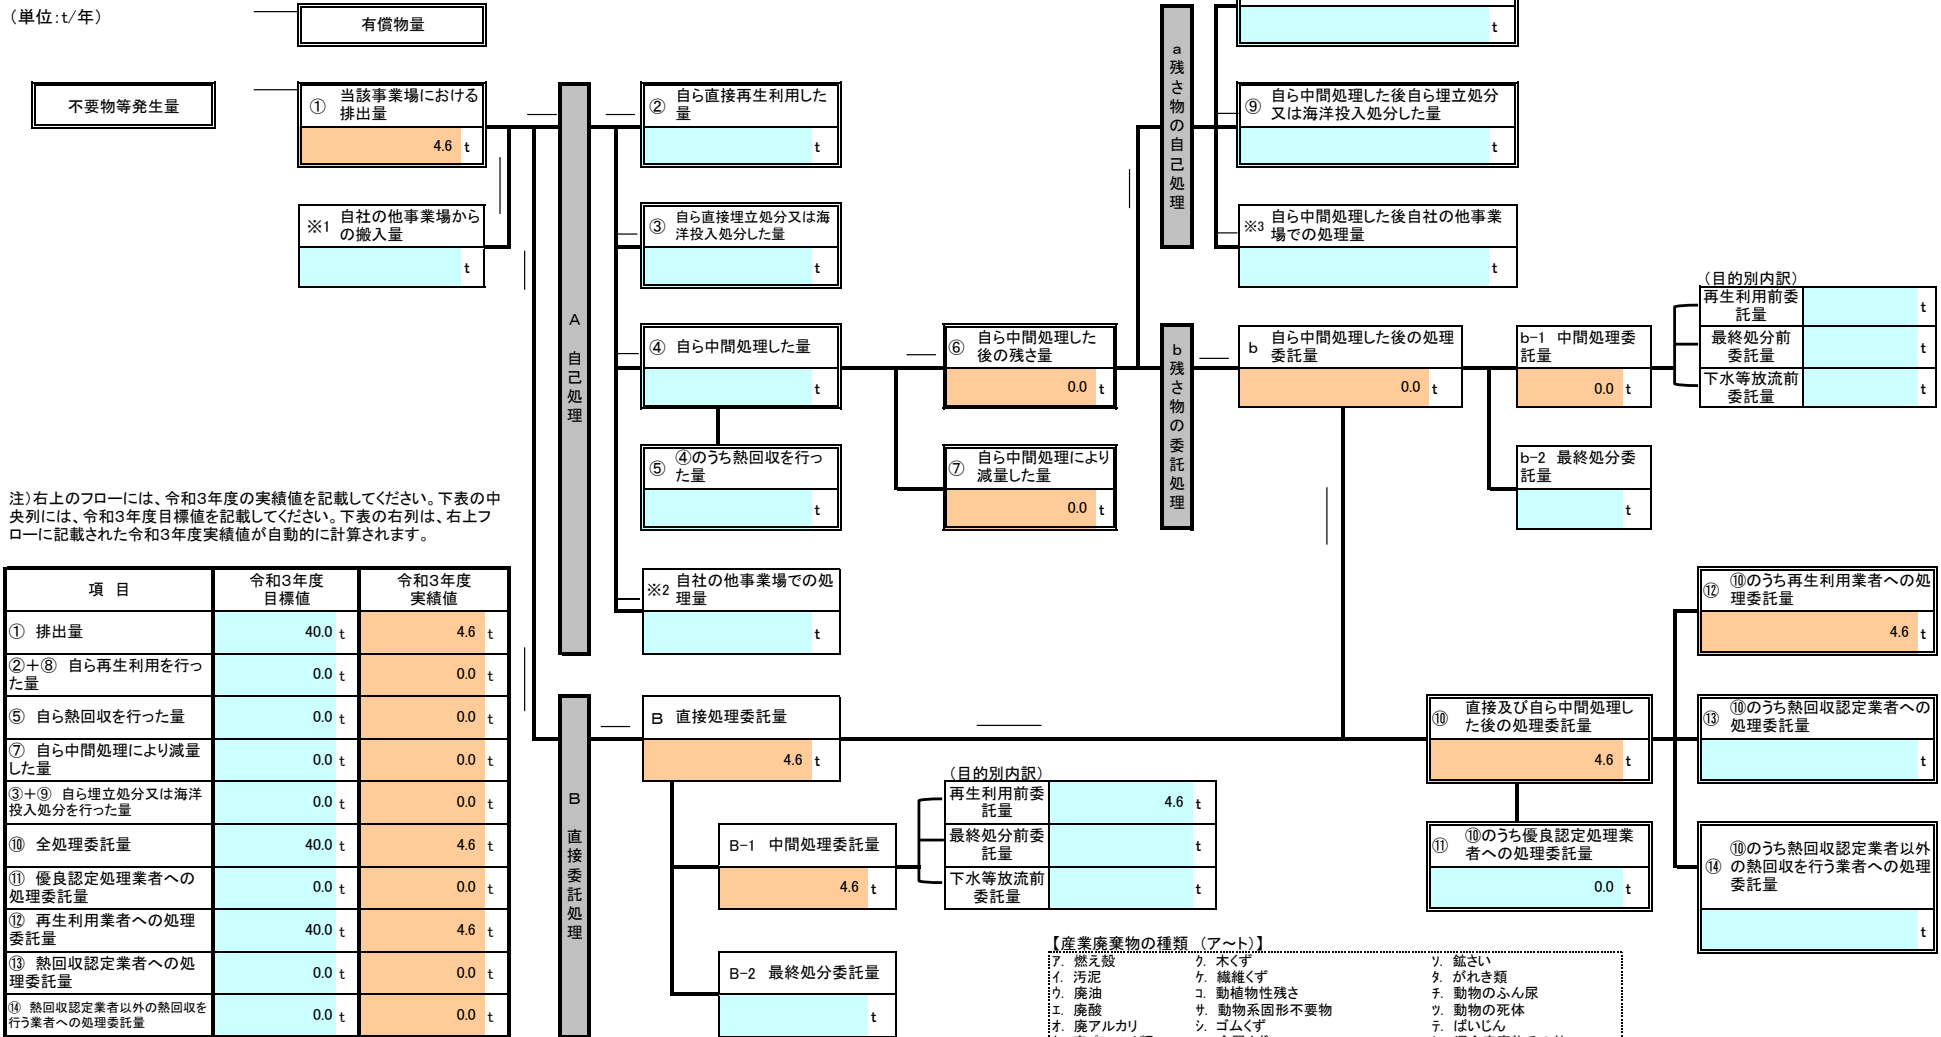 (単位:t/年)
有償物量
t
不要物等発生量
① 当該事業場における
排出量
4.6 t
※1 自社の他事業場から
の搬入量
t
A 自己処理
② 自ら直接再生利用した
量
t
③ 自ら直接埋立処分又は海
洋投入処分した量
t
④ 自ら中間処理した量
t
⑤ ④のうち熱回収を行っ
た量
t
※2 自社の他事業場での処
理量
t
⑥ 自ら中間処理した
後の残さ量
0.0 t
⑦ 自ら中間処理により
減量した量
0.0 t
a 残さ物の自己処理
⑨ 自ら中間処理した後自ら埋立処分
又は海洋投入処分した量
t
※3 自ら中間処理した後自社の他事業
場での処理量
t
b 残さ物の委託処理
b 自ら中間処理した後の処理
委託量
0.0 t
b-1 中間処理委
託量
0.0 t
b-2 最終処分委
託量
t
(目的別内訳)
再生利用前委
託量
t
最終処分前
委託量
t
下水等放流前
委託量
t
注)右上のフローには、令和3年度の実績値を記載してください。下表の中
央列には、令和3年度目標値を記載してください。下表の右列は、右上フ
ローに記載された令和3年度実績値が自動的に計算されます。
項 目 令和3年度
目標値 令和3年度
実績値
① 排出量 40.0 t 4.6 t
②+⑧ 自ら再生利用を行っ
た量 0.0 t 0.0 t
⑤ 自ら熱回収を行った量 0.0 t 0.0 t
⑦ 自ら中間処理により減量
した量 0.0 t 0.0 t
③+⑨ 自ら埋立処分又は海洋
投入処分を行った量 0.0 t 0.0 t
⑩ 全処理委託量 40.0 t 4.6 t
⑪ 優良認定処理業者への
処理委託量 0.0 t 0.0 t
⑫ 再生利用業者への処理
委託量 40.0 t 4.6 t
⑬ 熱回収認定業者への処
理委託量 0.0 t 0.0 t
⑭ 熱回収認定業者以外の熱回収を
行う業者への処理委託量 0.0 t 0.0 t
B 直接委託処理
B 直接処理委託量
4.6 t
B-1 中間処理委託量
4.6 t
B-2 最終処分委託量
t
(目的別内訳)
再生利用前委
託量
4.6 t
最終処分前委
託量
t
下水等放流前
委託量
t
⑩ 直接及び自ら中間処理し
た後の処理委託量
4.6 t
⑪ ⑩のうち優良認定処理業
者への処理委託量
0.0 t
⑫ ⑩のうち再生利用業者への処
理委託量
4.6 t
⑬ ⑩のうち熱回収認定業者への
処理委託量
t
⑭ ⑩のうち熱回収認定業者以外
の熱回収を行う業者への処理
委託量
t
【産業廃棄物の種類 (ア~ト)】
ア. 燃え殻 ク. 木くず ソ. 鉱さい
イ. 汚泥 ケ. 繊維くず タ. がれき類
ウ. 廃油 コ. 動植物性残さ チ. 動物のふん尿
エ. 廃酸 サ. 動物系固形不要物 ツ. 動物の死体
オ. 廃アルカリ シ. ゴムくず テ. ばいじん